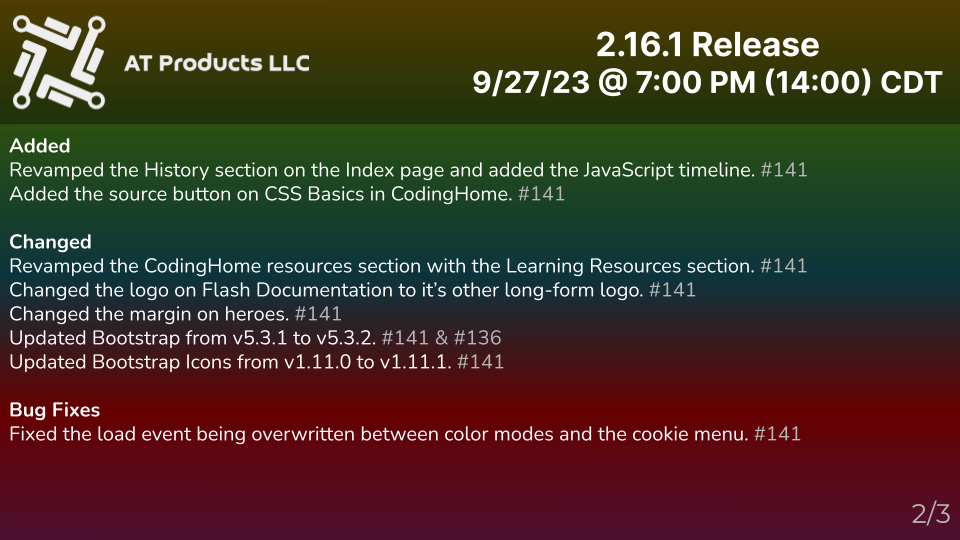 AT Products LLC
2.16.1 Release
9/27/23 @ 7:00 PM (14:00) CDT
Added
Revamped the History section on the Index page and added the JavaScript timeline. #141
Added the source button on CSS Basics in CodingHome. #141
Changed
Revamped the CodingHome resources section with the Learning Resources section. #141
Changed the logo on Flash Documentation to it’s other long-form logo. #141
Changed the margin on heroes. #141
Updated Bootstrap from v5.3.1 to v5.3.2. #141 & #136
Updated Bootstrap Icons from v1.11.0 to v1.11.1. #141
Bug Fixes
Fixed the load event being overwritten between color modes and the cookie menu. #141
2/3